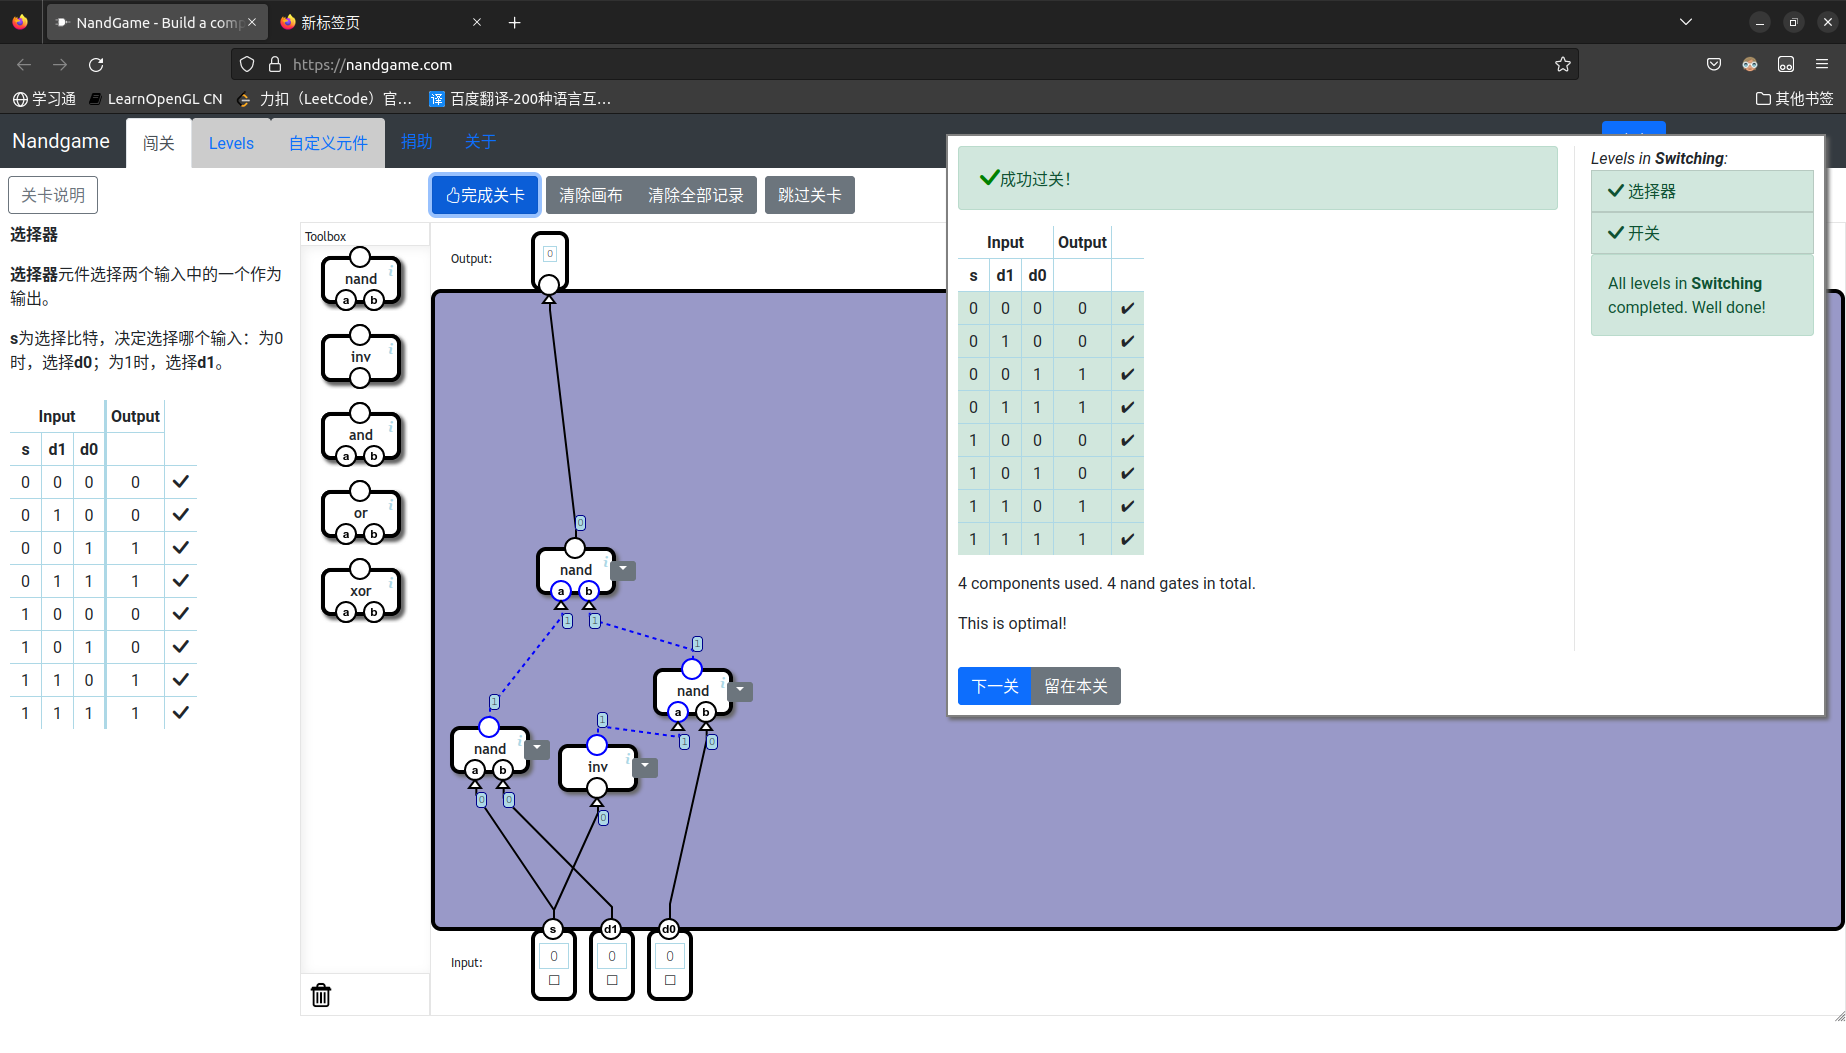 NandGame - Build a comp
新标签页
https://nandgame.com
学习通
LearnOpenGL CN
力扣（LeetCode）官…
译 百度翻译-200种语言互…
其他书签
Nandgame
闯关
Levels
自定义元件
捐助
关于
关卡说明
完成关卡
清除画布
清除全部记录
跳过关卡
选择器
选择器元件选择两个输入中的一个作为
输出。
s为选择比特，决定选择哪个输入：为0
时，选择d0；为1时，选择d1。
Input Output
s d1 d0
0 0 0 0
0 1 0 0
0 0 1 1
0 1 1 1
1 0 0 0
1 0 1 0
1 1 0 1
1 1 1 1
Toolbox
nand
a b
inv
and
a b
or
a b
xor
a b
Output:
0
0
nand
a b
1 1
1
nand
a b
1 0
1
nand
a b
0 0
1
inv
0
s d1 d0
Input:
0 0 0
成功过关！
Input Output
s d1 d0
0 0 0 0 ✔
0 1 0 0 ✔
0 0 1 1 ✔
0 1 1 1 ✔
1 0 0 0 ✔
1 0 1 0 ✔
1 1 0 1 ✔
1 1 1 1 ✔
4 components used. 4 nand gates in total.
This is optimal!
下一关
留在本关
Levels in Switching:
选择器
开关
All levels in Switching
completed. Well done!